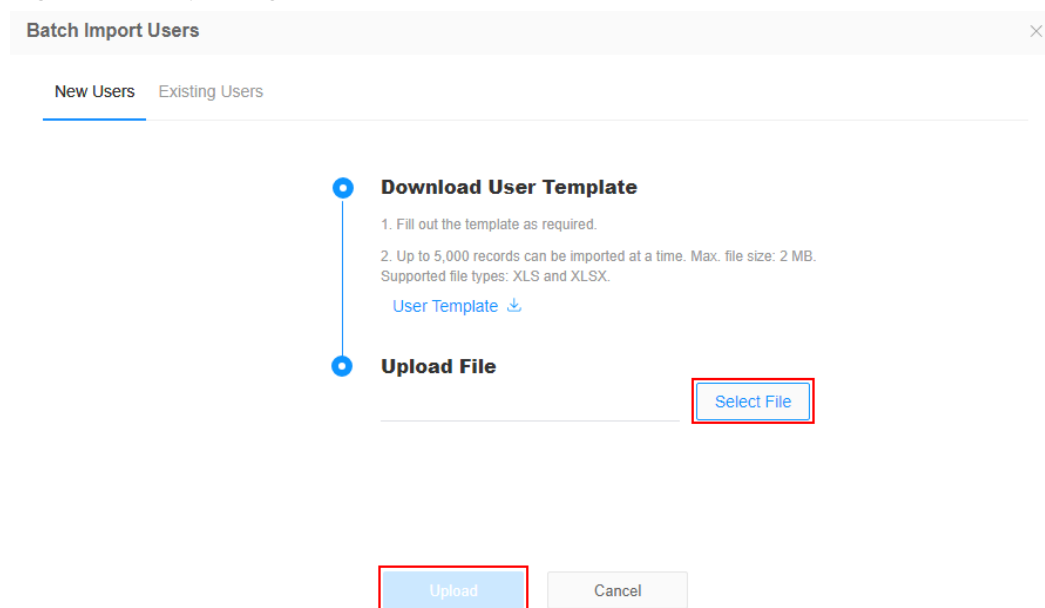 Batch Import Users
New Users Existing Users
Download User Template
1. Fill out the template as required.
2. Up to 5,000 records can be imported at a time. Max. file size: 2 MB.
Supported file types: XLS and XLSX.
User Template
Upload File
Select File
Upload Cancel